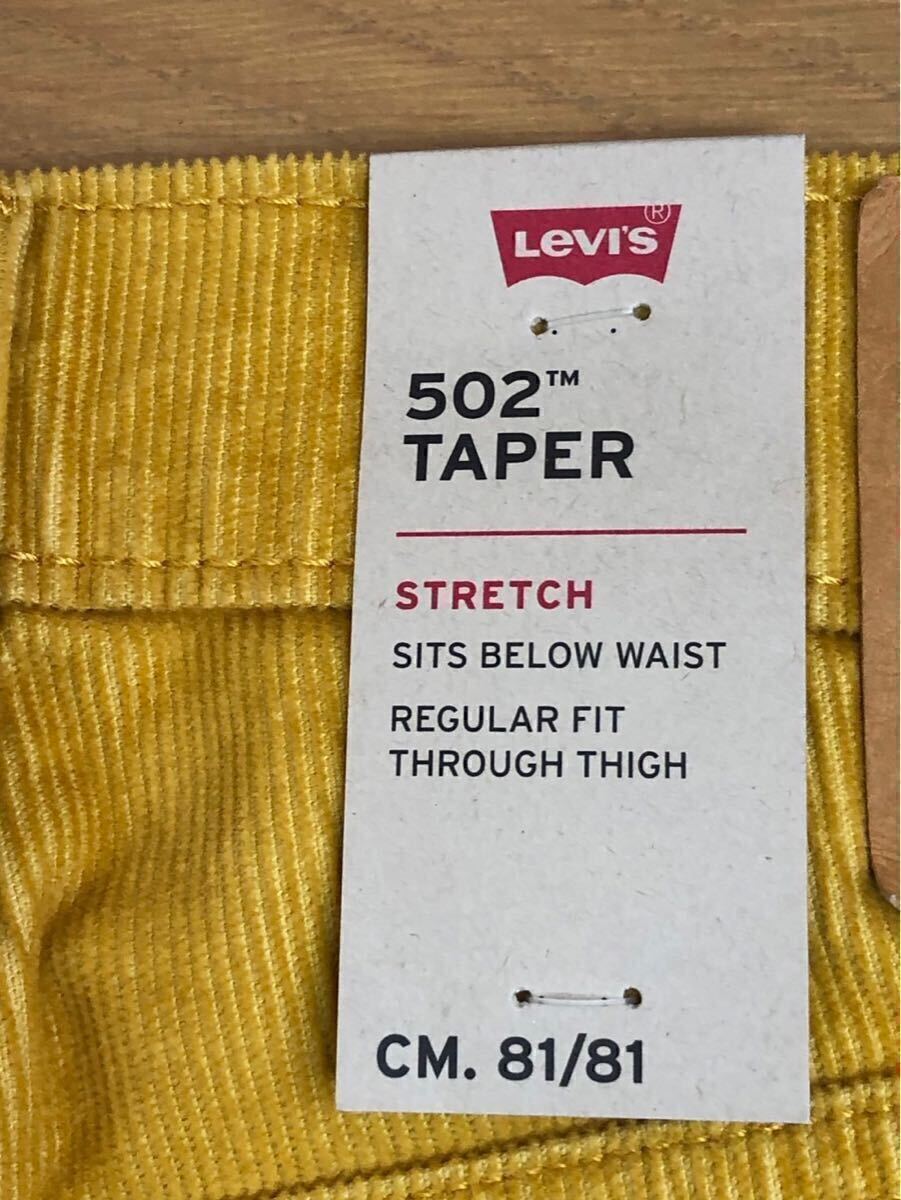 LEVI'S®
502™
TAPER
STRETCH
SITS BELOW WAIST
REGULAR FIT
THROUGH THIGH
CM. 81/81